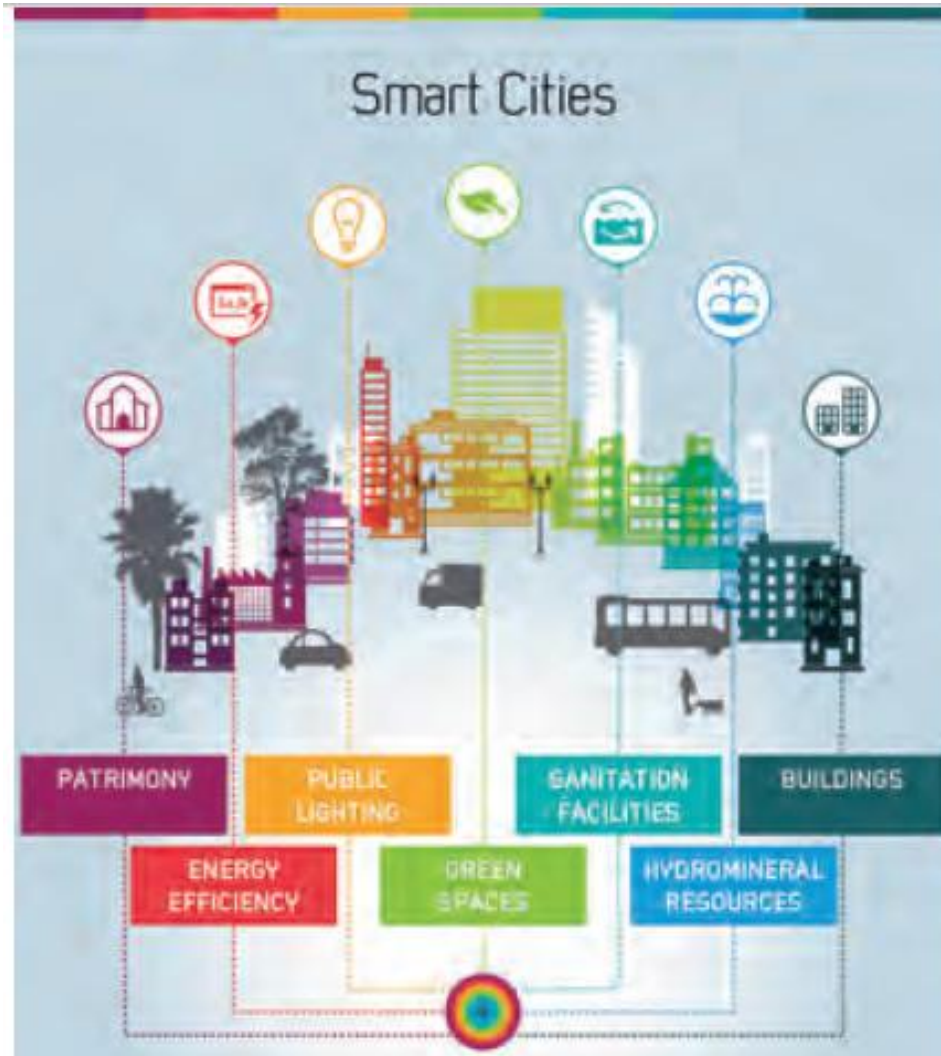 Smart Cities
PATRIMONY
PUBLIC
LIGHTING
SANITATION
FACILITIES
BUILDINGS
ENERGY
EFFICIENCY
GREEN
SPACES
HYDROMINERAL
RESOURCES